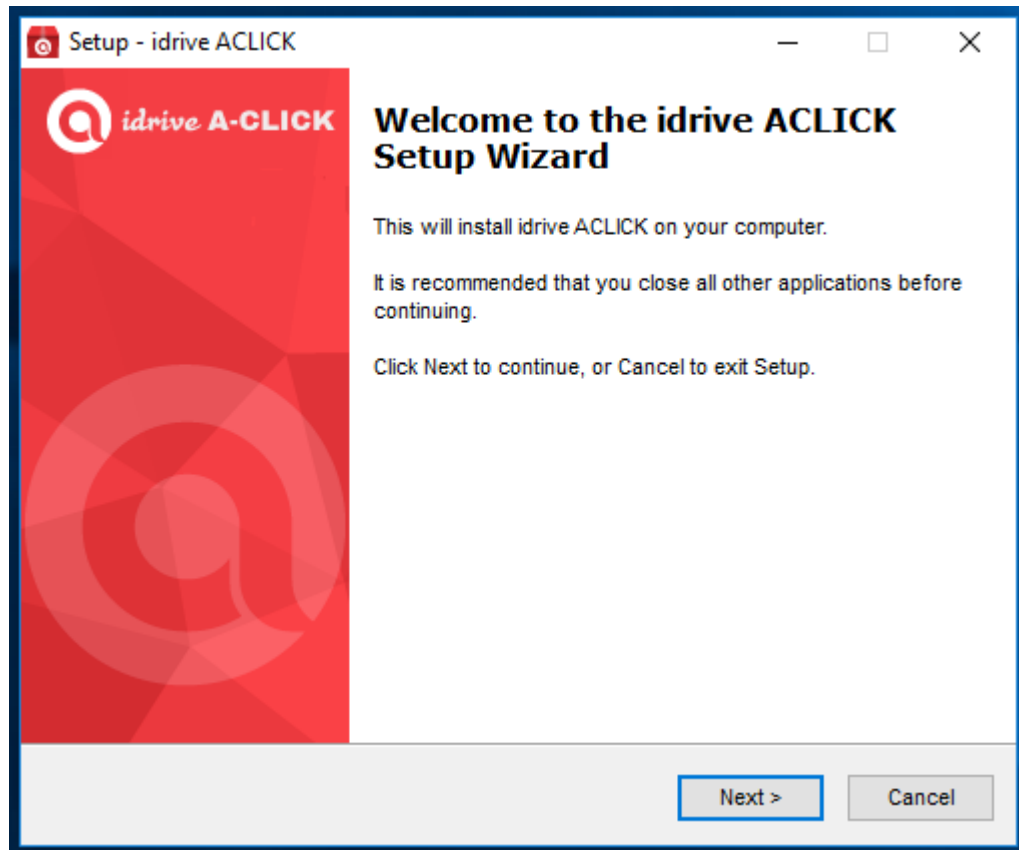 Setup - idrive ACLICK
idrive A-CLICK
Welcome to the idrive ACLICK
Setup Wizard
This will install idrive ACLICK on your computer.
It is recommended that you close all other applications before
continuing.
Click Next to continue, or Cancel to exit Setup.
Next >
Cancel